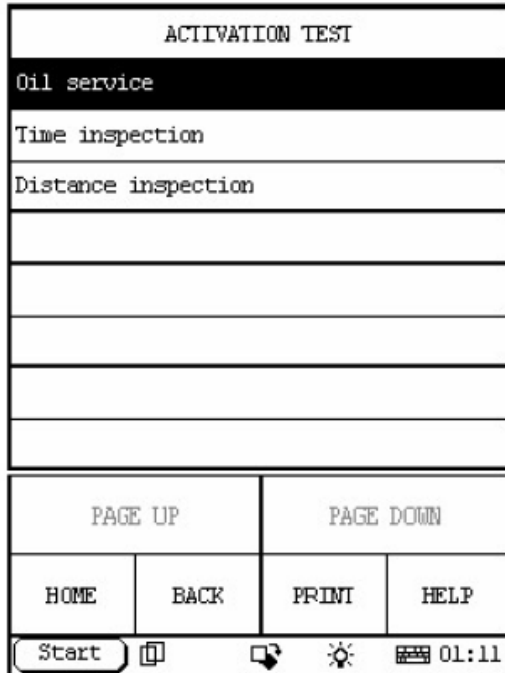 ACTIVATION TEST
Oil service
Time inspection
Distance inspection
PAGE UP PAGE DOWN
HOME BACK PRINT HELP
Start 01:11